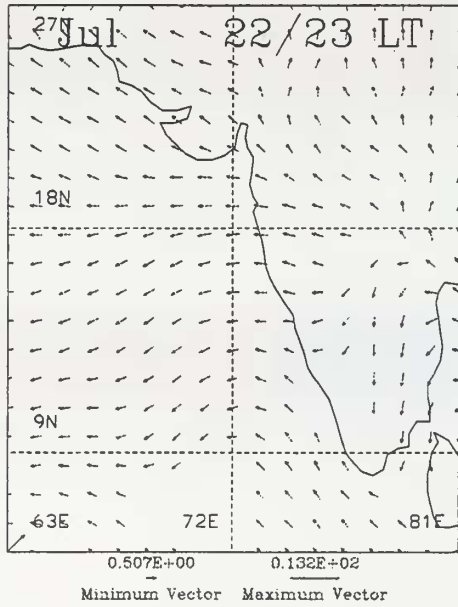 27N Jul 22/23 LT
18N
9N
63E 72E 81E
0.507E+00 0.132E+02
Minimum Vector Maximum Vector